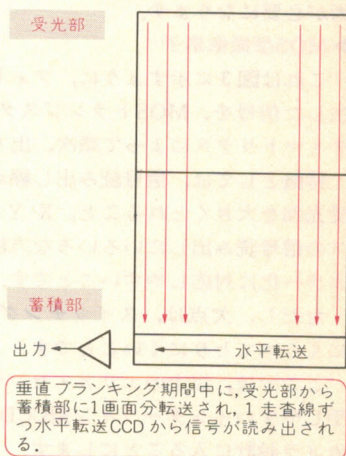 受光部
蓄積部
出力
水平転送
垂直ブランキング期間中に,受光部から
蓄積部に1画面分転送され,1走査線ず
つ水平転送CCDから信号が読み出され
る.